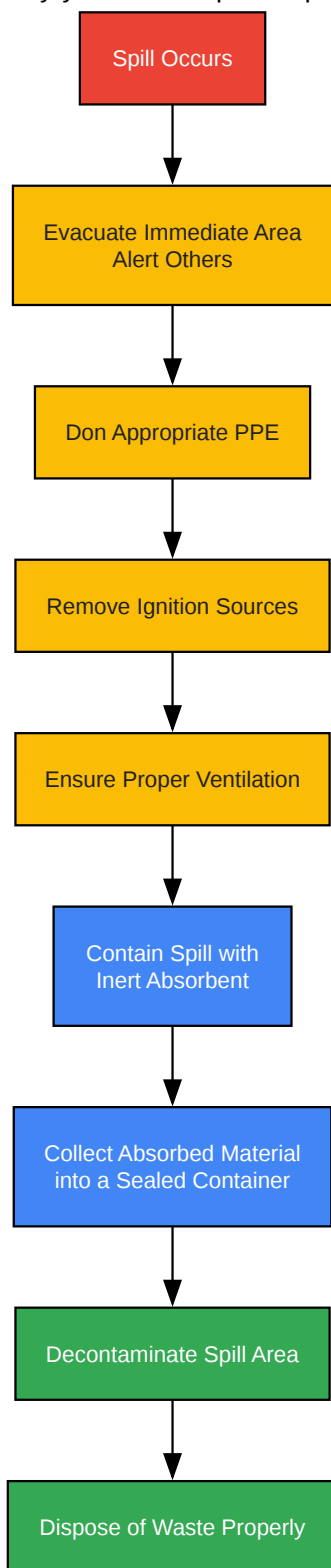 Spill Occurs
Evacuate Immediate Area
Alert Others
Don Appropriate PPE
Remove Ignition Sources
Ensure Proper Ventilation
Contain Spill with
Inert Absorbent
Collect Absorbed Material
into a Sealed Container
Decontaminate Spill Area
Dispose of Waste Properly